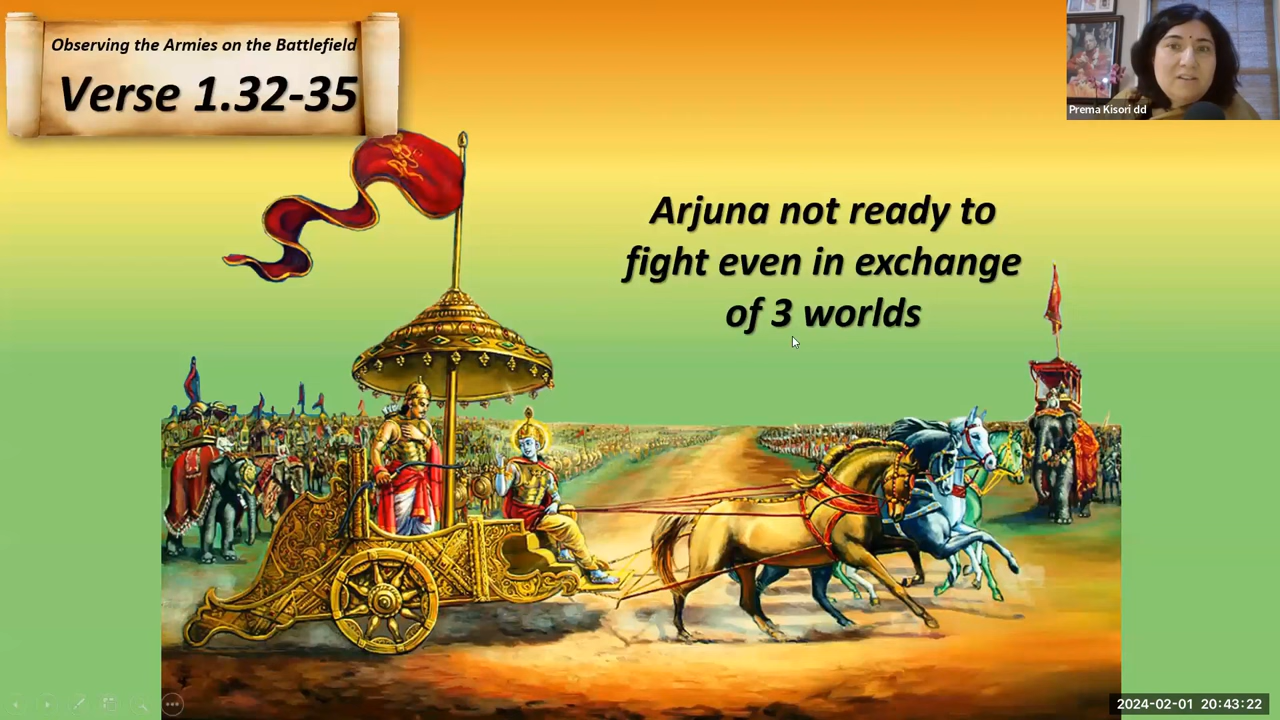 Observing the Armies on the Battlefield
Verse 1.32-35
Prema Kisori dd
Arjuna not ready to
fight even in exchange
of 3 worlds
2024-02-01 20:43:22